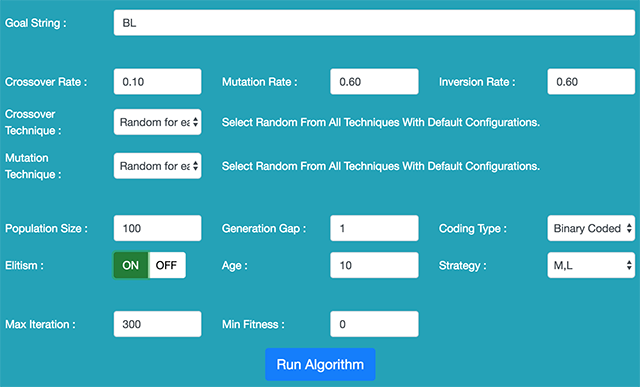 Goal String : BL
Crossover Rate : 0.10 Mutation Rate : 0.60 Inversion Rate : 0.60
Crossover Technique : Random for ea Select Random From All Techniques With Default Configurations.
Mutation Technique : Random for ea Select Random From All Techniques With Default Configurations.
Population Size : 100 Generation Gap : 1 Coding Type : Binary Coded
Elitism : ON OFF Age : 10 Strategy : M,L
Max Iteration : 300 Min Fitness : 0
Run Algorithm